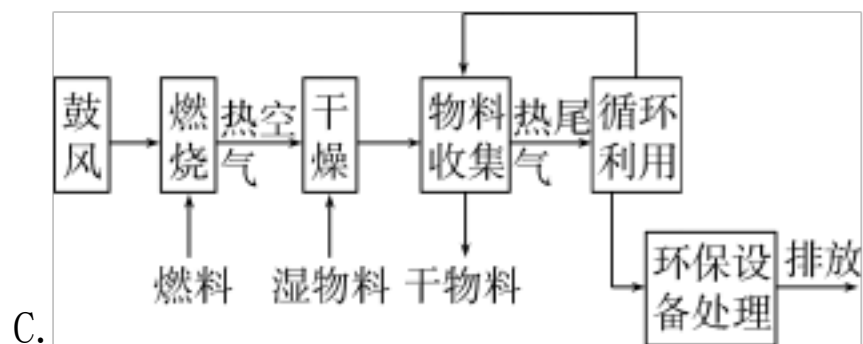 鼓风
燃烧
热空气
干燥
物料收集
热尾气
循环利用
燃料
湿物料
干物料
环保设备处理
排放
C.